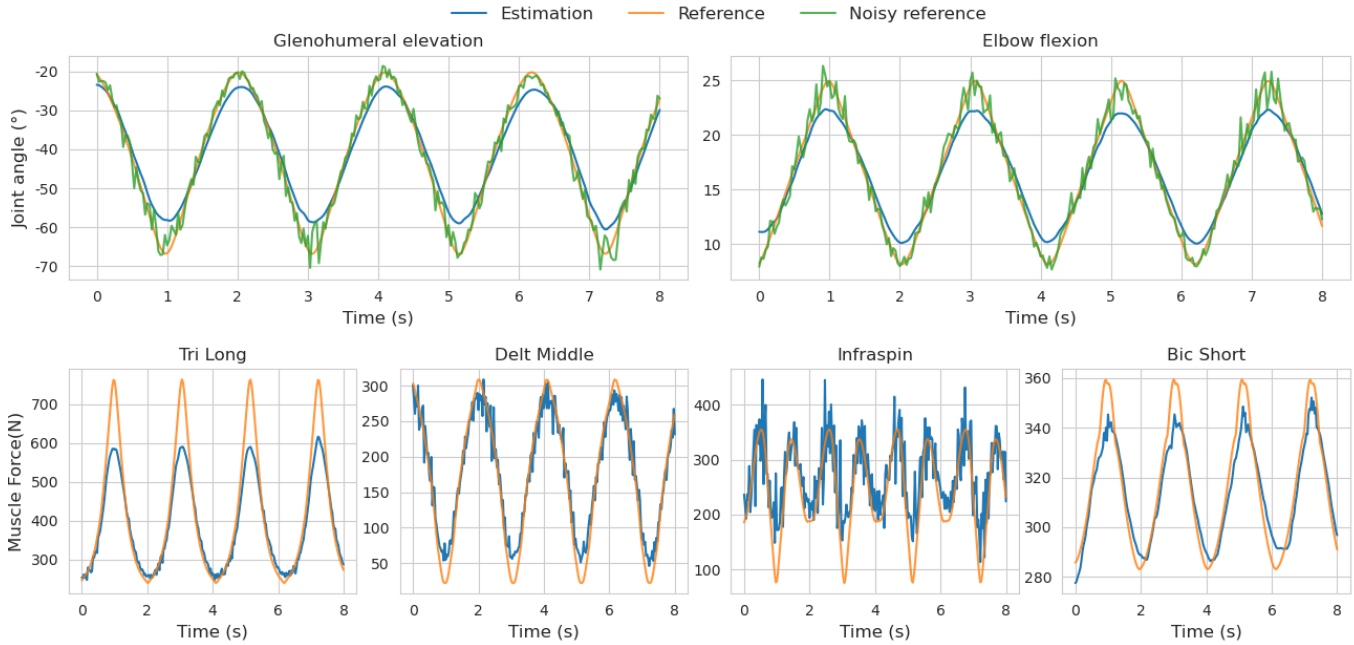 Estimation Reference Noisy reference
Glenohumeral elevation Elbow flexion
Joint angle (°)
-20
-30
-40
-50
-60
-70
0 1 2 3 4 5 6 7 8
Time (s)
25
20
15
10
0 1 2 3 4 5 6 7 8
Time (s)
Tri Long Delt Middle Infraspin Bic Short
Muscle Force(N)
700
600
500
400
300
0 2 4 6 8
Time (s)
300
250
200
150
100
50
0 2 4 6 8
Time (s)
400
300
200
100
0 2 4 6 8
Time (s)
360
340
320
300
280
0 2 4 6 8
Time (s)